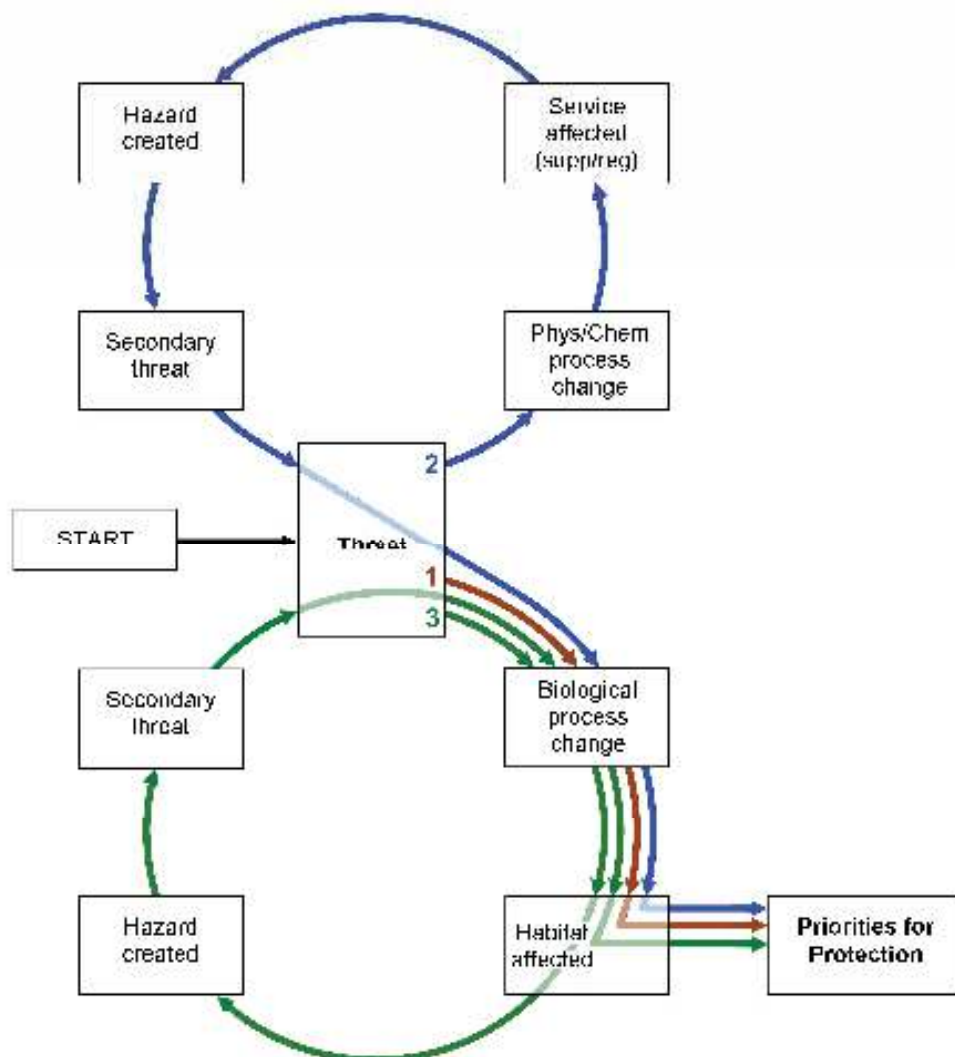 Hazard
created
Service
affected
(supp/reg)
Secondary
threat
Phys/Chem
process
change
2
START
Threat
1
3
Secondary
threat
Biological
process
change
Hazard
created
Habitat
affected
Priorities for
Protection